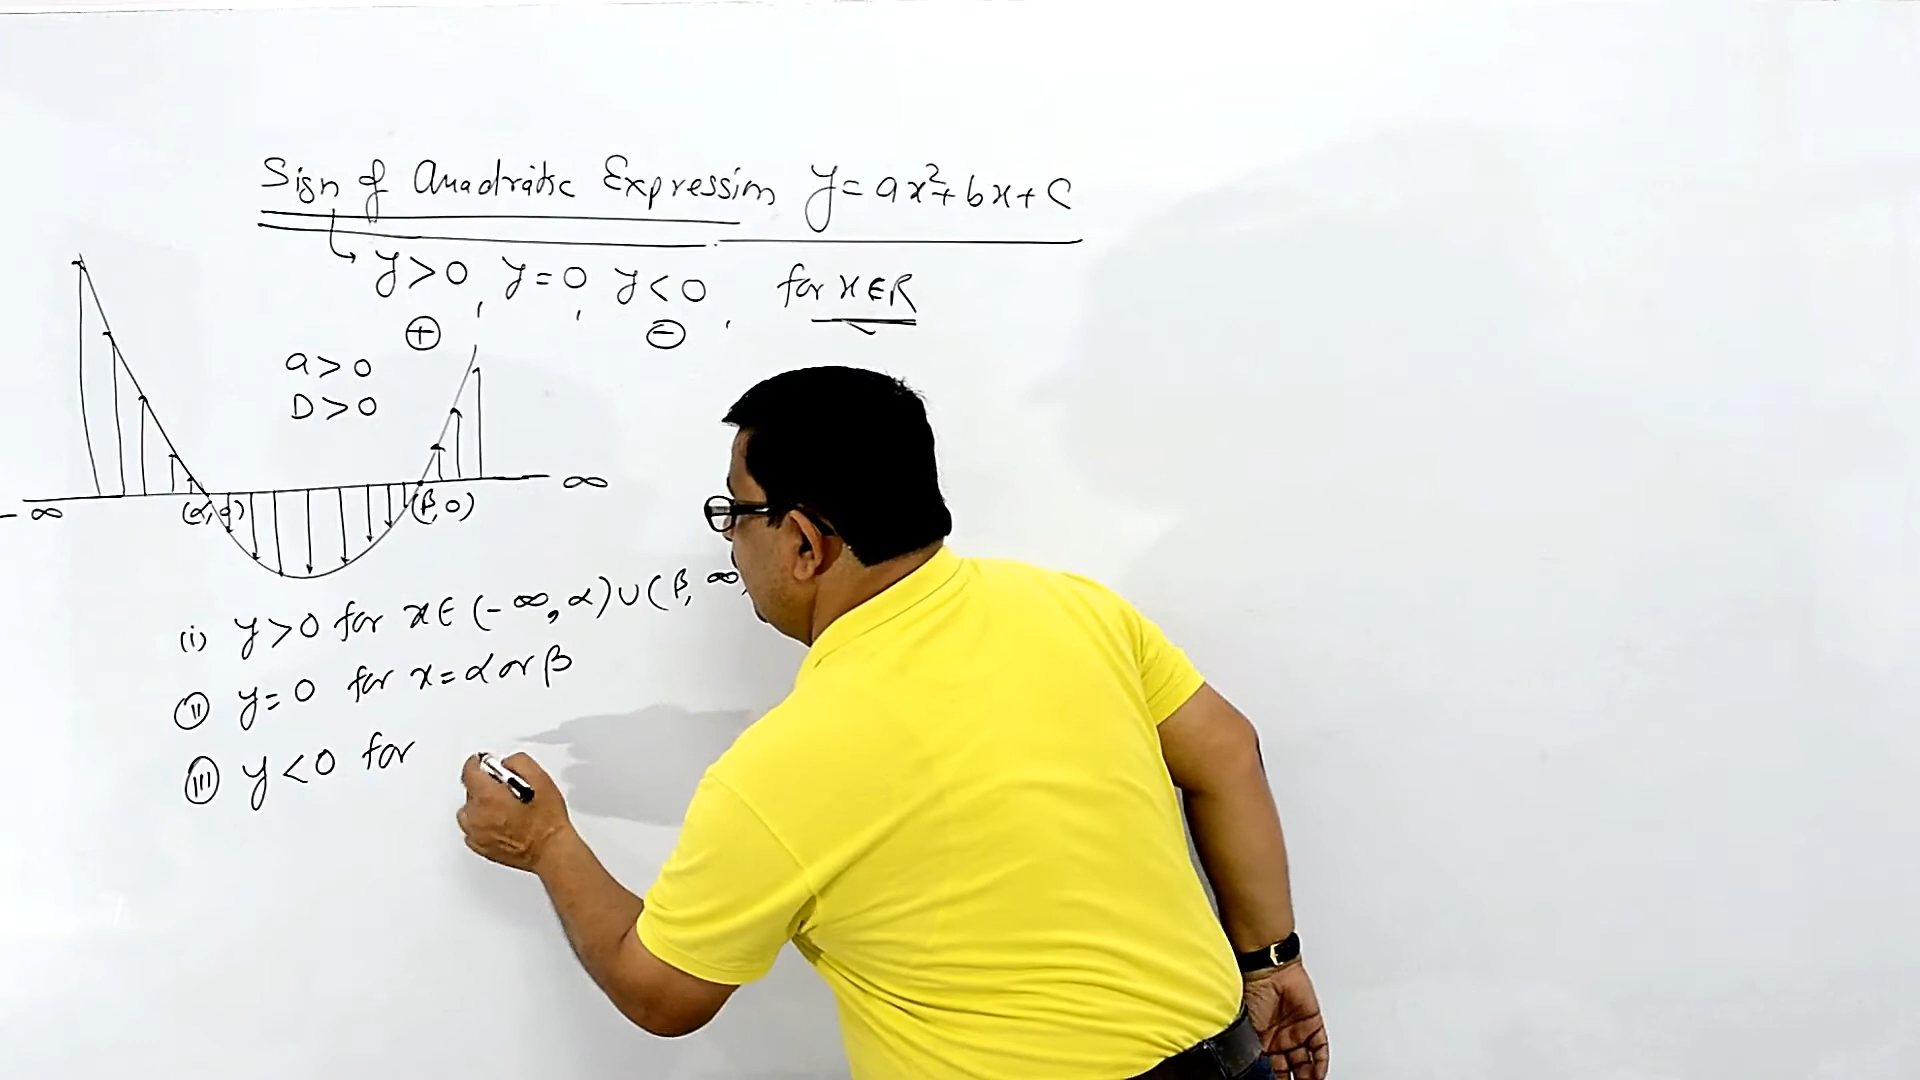 Sign of Quadratic Expression y = ax²+bx+c
y>0, y=0, y<0, for x∈R
⊕ ⊖
a>0
D>0
-∞ (α,0) (β,0) ∞
(i) y>0 for x∈(-∞,α)∪(β,∞
(ii) y=0 for x=α or β
(iii) y<0 for